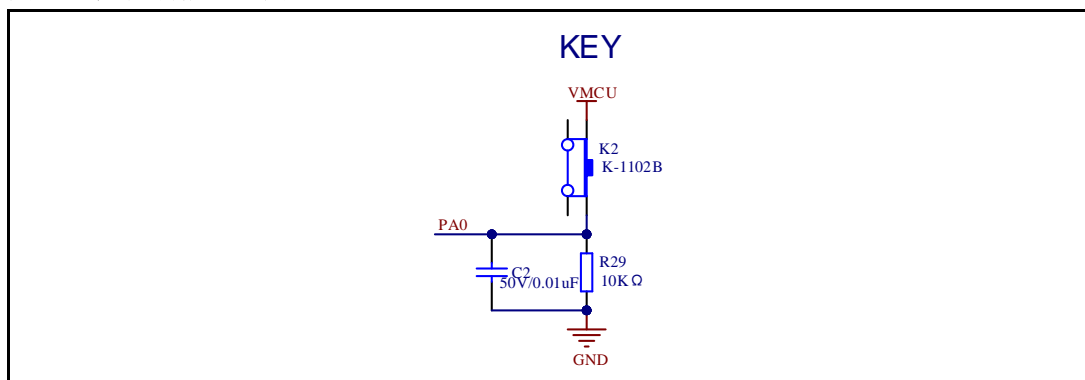 KEY
VMCU
K2
K-1102B
PA0
C2
50V/0.01uF
R29
10KΩ
GND